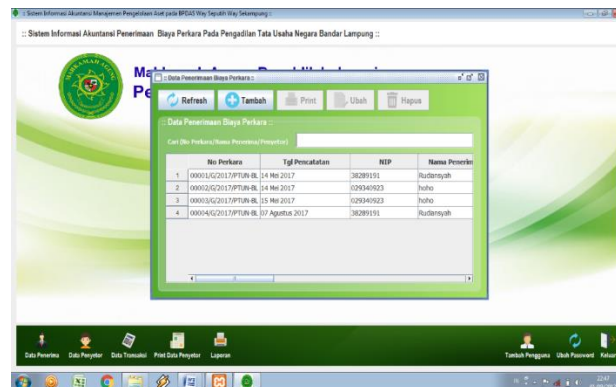 :: Sistem Informasi Akuntansi Manajemen Pengelolaan Aset pada BPDAS Way Seputih Way Sekampung ::
:: Sistem Informasi Akuntansi Penerimaan Biaya Perkara Pada Pengadilan Tata Usaha Negara Bandar Lampung ::
:: Data Penerimaan Biaya Perkara ::
Refresh Tambah Print Ubah Hapus
:: Data Penerimaan Biaya Perkara ::
Cari (No Perkara/Nama Penerima/Penyetor)
No Perkara Tgl Pencatatan NIP Nama Penerim
1 00001/G/2017/PTUN-BL 14 Mei 2017 38289191 Rudansyah
2 00002/G/2017/PTUN-BL 14 Mei 2017 029340923 hoho
3 00003/G/2017/PTUN-BL 15 Mei 2017 029340923 hoho
4 00004/G/2017/PTUN-BL 07 Agustus 2017 38289191 Rudansyah
Data Penerima Data Penyetor Data Transaksi Print Data Penyetor Laporan Tambah Pengguna Ubah Password Keluar